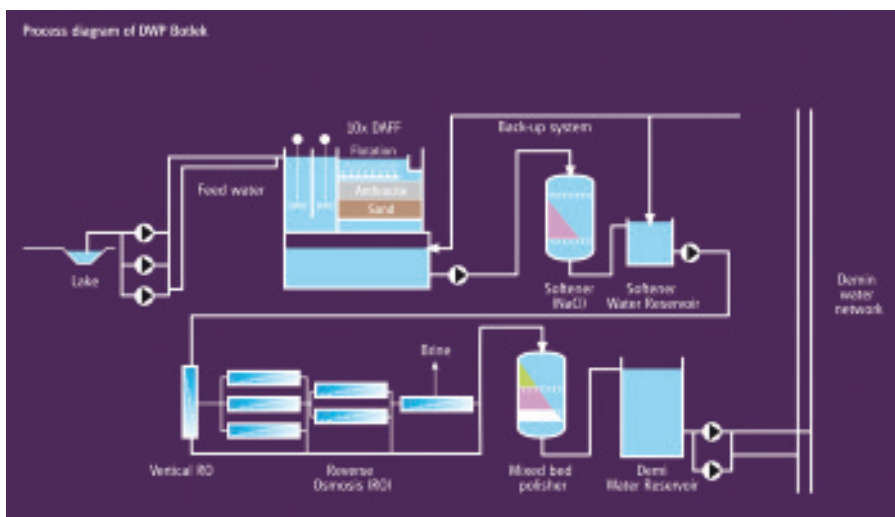 Process diagram of DWP Botlek
10x DAFF
Back-up system
Flotation
Feed water
Anthracite
Sand
Lake
Softener
(NaCl)
Softener
Water Reservoir
Demin
water
network
Brine
Vertical RO
Reverse
Osmosis (RO)
Mixed bed
polisher
Demi
Water Reservoir